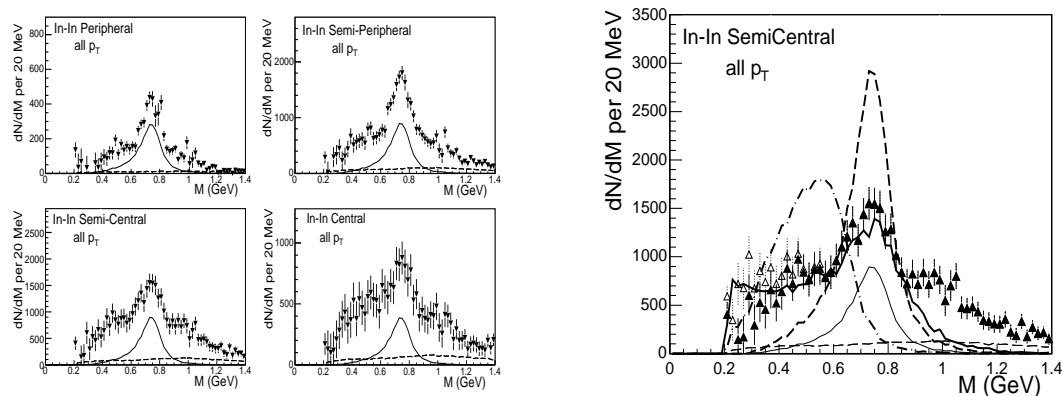 In-In Peripheral
all pT
dN/dM per 20 MeV
800
600
400
200
0
0 0.2 0.4 0.6 0.8 1 1.2 1.4
M (GeV)
In-In Semi-Peripheral
all pT
dN/dM per 20 MeV
2000
1000
0
0 0.2 0.4 0.6 0.8 1 1.2 1.4
M (GeV)
In-In Semi-Central
all pT
dN/dM per 20 MeV
2500
2000
1500
1000
500
0
0 0.2 0.4 0.6 0.8 1 1.2 1.4
M (GeV)
In-In Central
all pT
dN/dM per 20 MeV
1000
500
0
0 0.2 0.4 0.6 0.8 1 1.2 1.4
M (GeV)
In-In SemiCentral
all pT
dN/dM per 20 MeV
3500
3000
2500
2000
1500
1000
500
0
0 0.2 0.4 0.6 0.8 1 1.2 1.4
M (GeV)